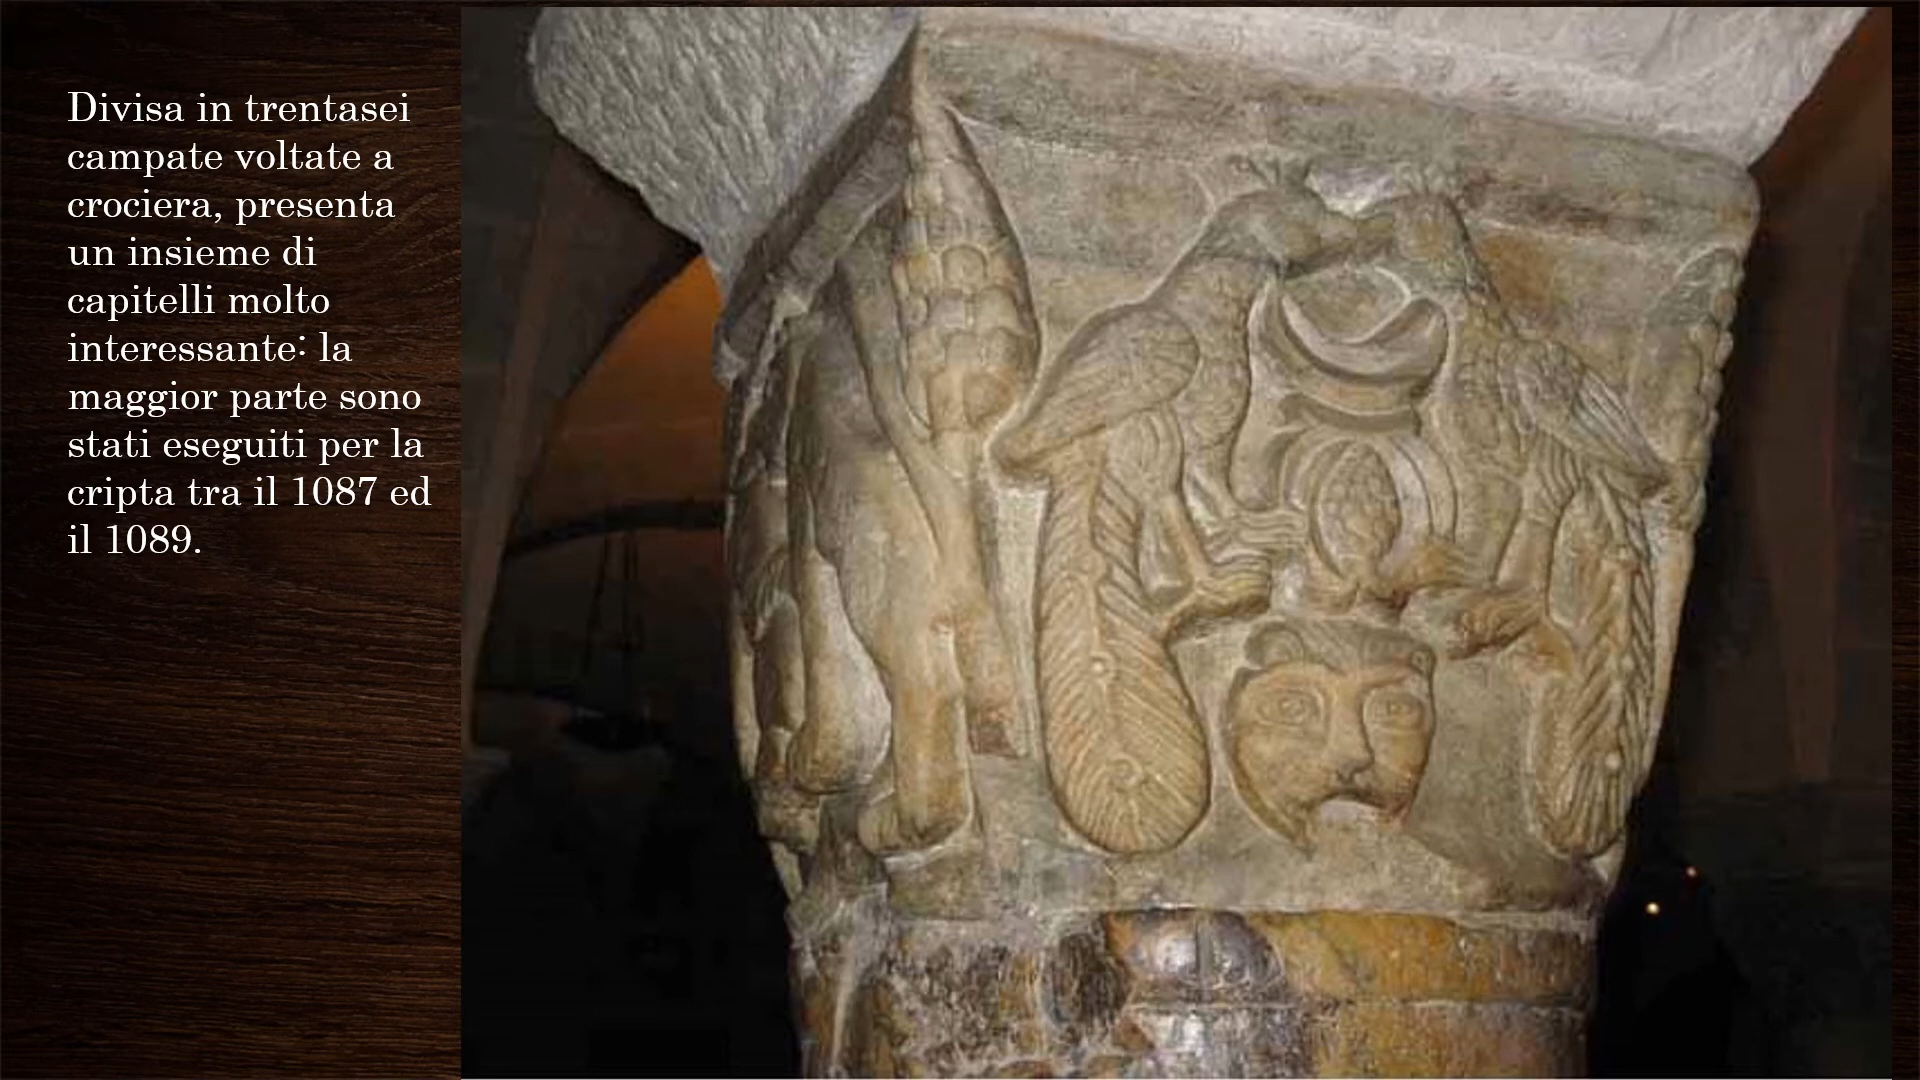 Divisa in trentasei
campate voltate a
crociera, presenta
un insieme di
capitelli molto
interessante: la
maggior parte sono
stati eseguiti per la
cripta tra il 1087 ed
il 1089.